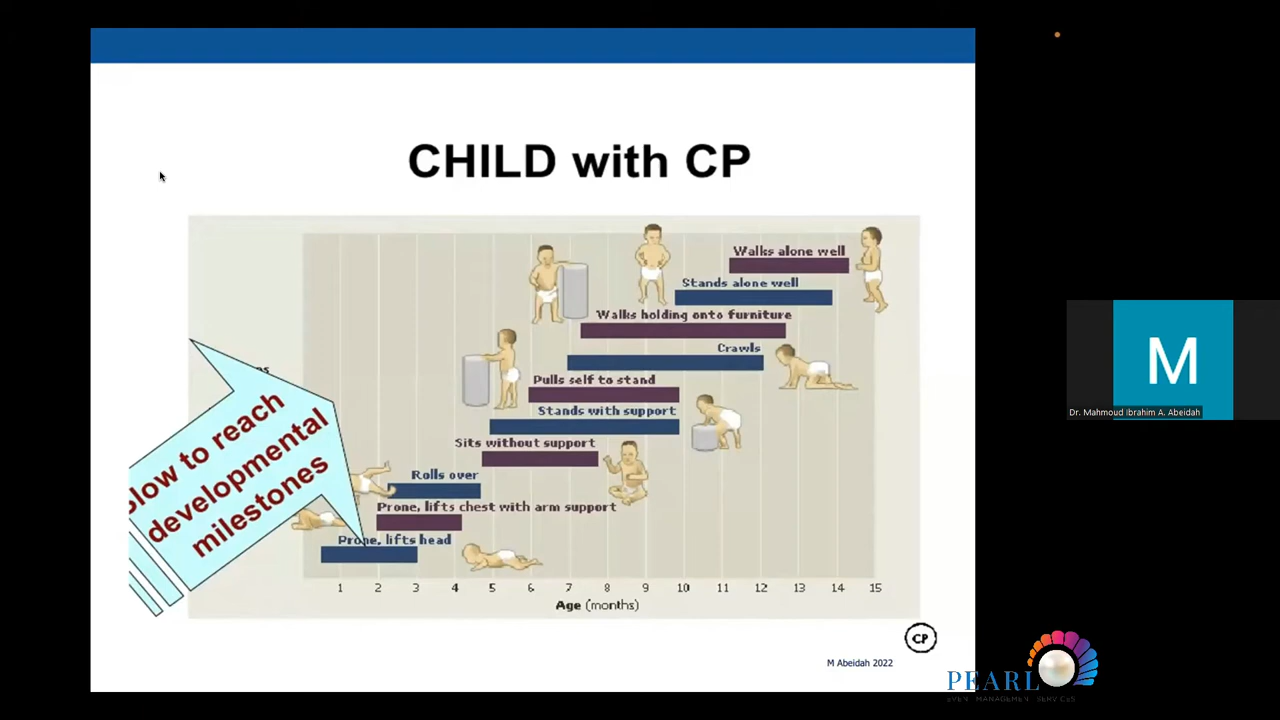 CHILD with CP
Walks alone well
Stands alone well
Walks holding onto furniture
Crawls
Pulls self to stand
Stands with support
Sits without support
Rolls over
Prone, lifts chest with arm support
Prone, lifts head
to reach
developmental
milestones
1 2 3 4 5 6 7 8 9 10 11 12 13 14 15
Age (months)
CP
M Abeidah 2022
M
Dr. Mahmoud Ibrahim A. Abeidah
PEARL
EVENT MANAGEMENT SERVICES